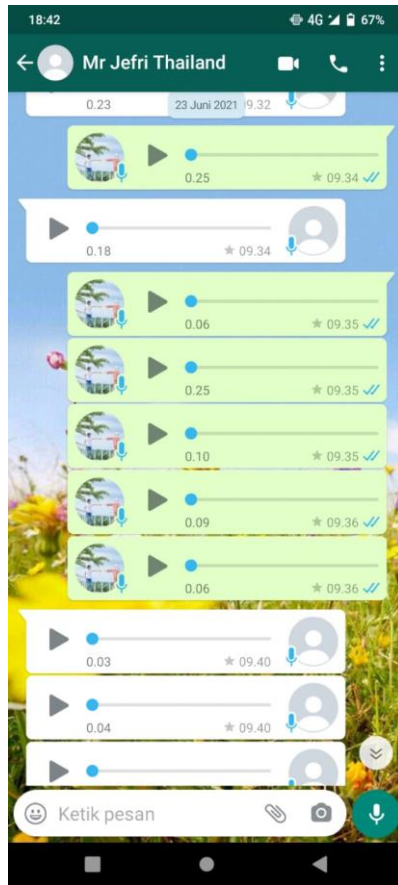 18:42 4G 67%
Mr Jefri Thailand
0.23 23 Juni 2021 9.32
0.25 09.34
0.18 09.34
0.06 09.35
0.25 09.35
0.10 09.35
0.09 09.36
0.06 09.36
0.03 09.40
0.04 09.40
Ketik pesan